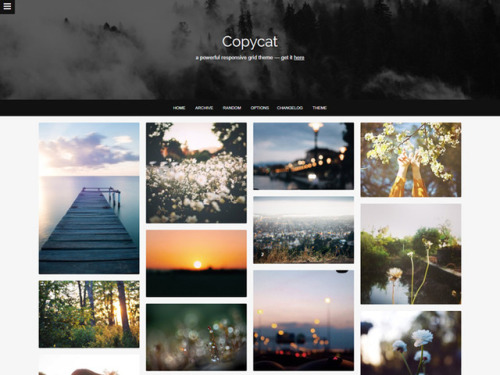 Copycat
a powerful responsive grid theme — get it here
HOME ARCHIVE RANDOM OPTIONS CHANGELOG THEME